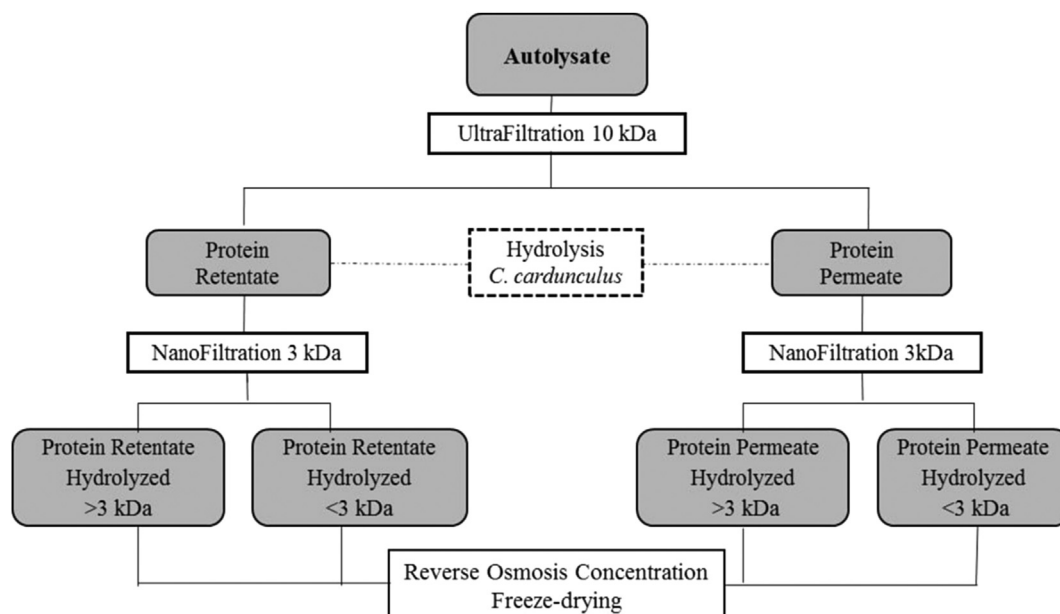 Autolysate
UltraFiltration 10 kDa
Protein
Retentate
Hydrolysis
C. cardunculus
Protein
Permeate
NanoFiltration 3 kDa
NanoFiltration 3kDa
Protein Retentate
Hydrolyzed
>3 kDa
Protein Retentate
Hydrolyzed
<3 kDa
Protein Permeate
Hydrolyzed
>3 kDa
Protein Permeate
Hydrolyzed
<3 kDa
Reverse Osmosis Concentration
Freeze-drying